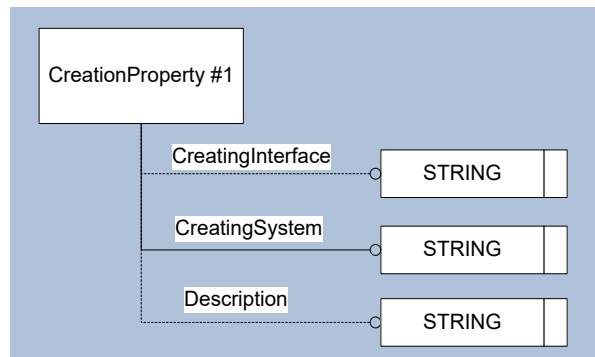 CreationProperty #1
CreatingInterface
STRING
CreatingSystem
STRING
Description
STRING